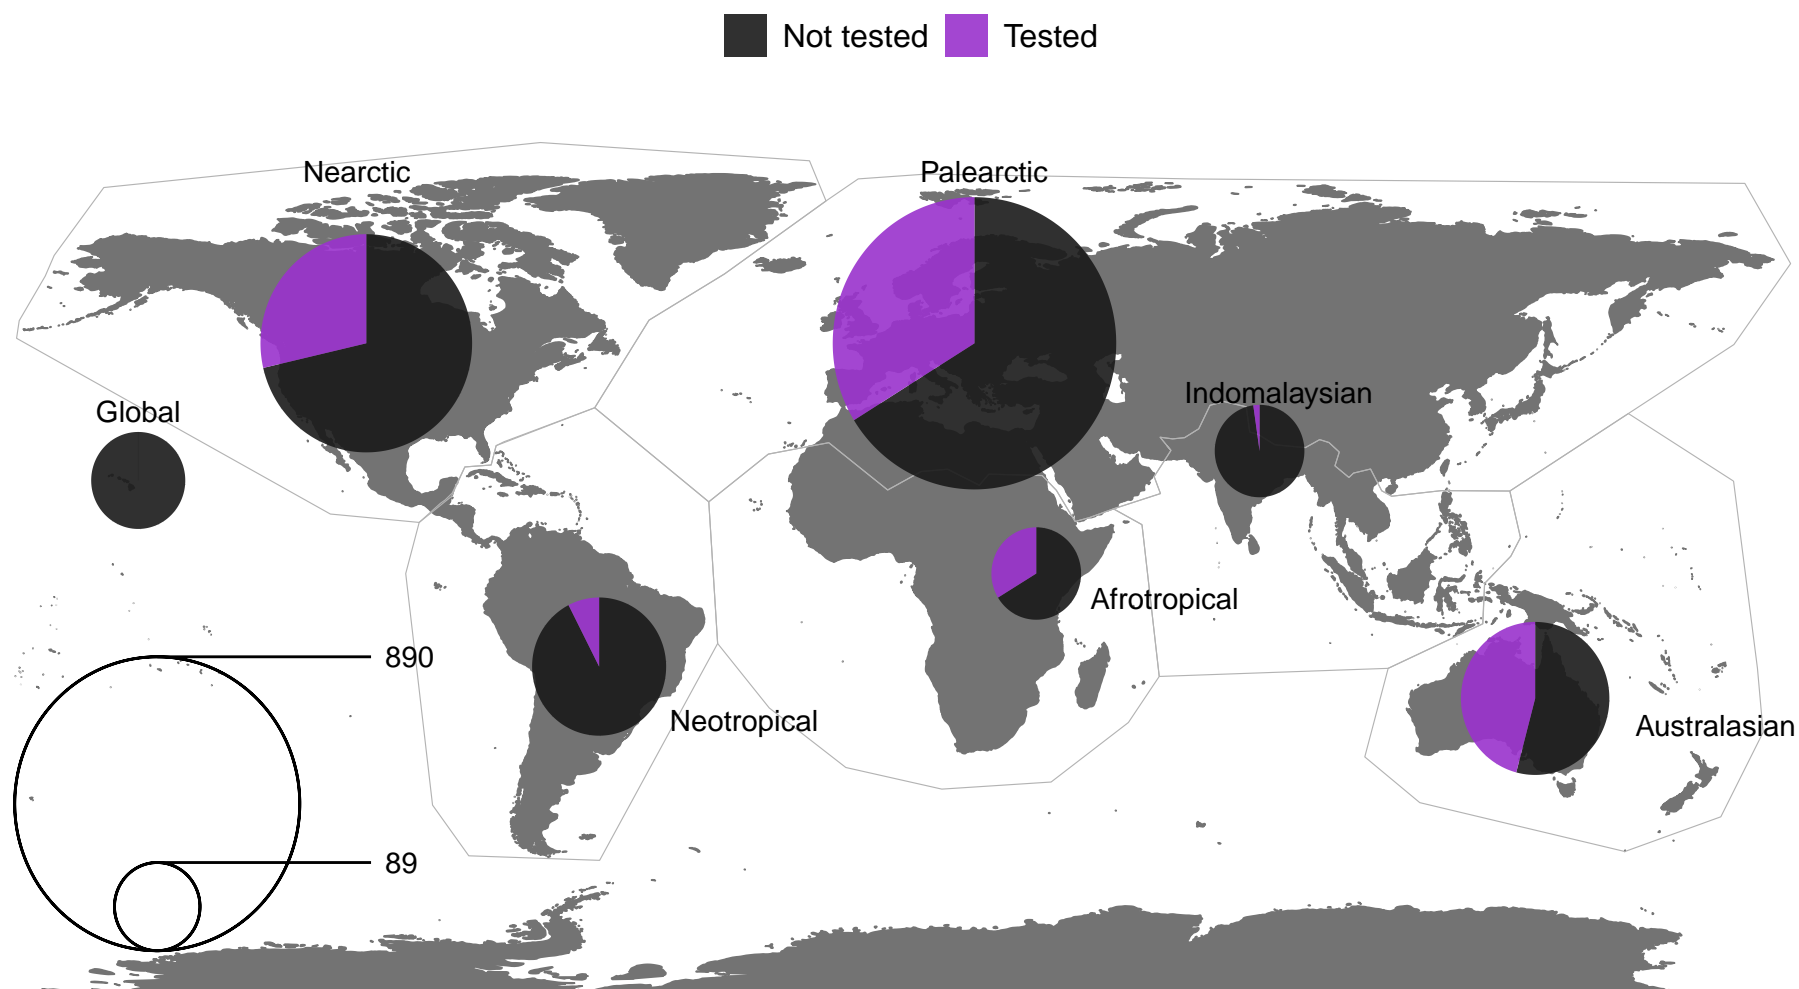 Not tested
Tested
Nearctic
Palearctic
Indomalaysian
Global
Afrotropical
890
Neotropical
Australasian
89